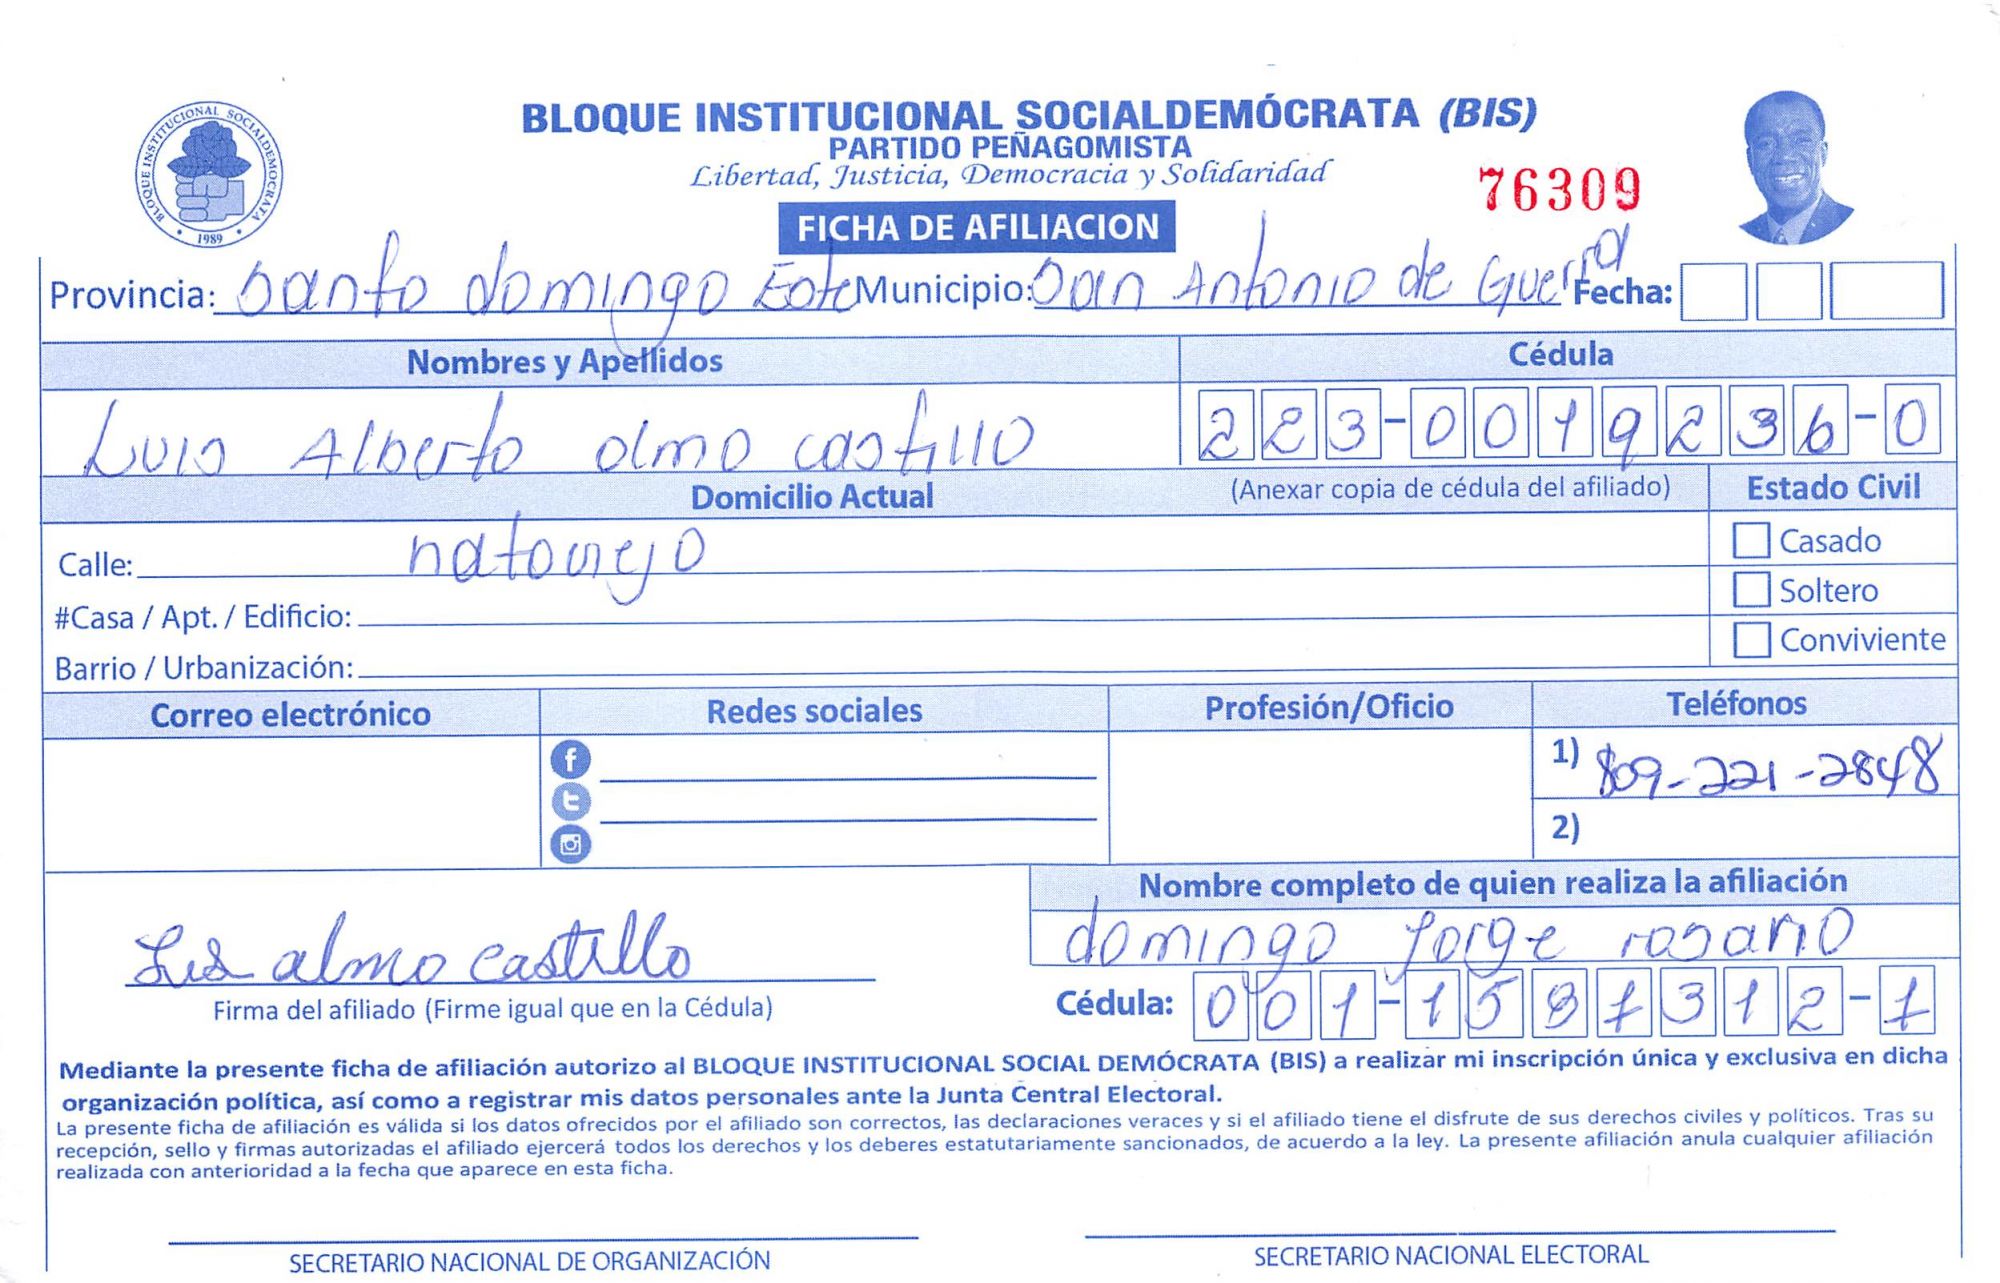 BLOQUE INSTITUCIONAL SOCIALDEMÓCRATA (BIS)
PARTIDO PEÑAGOMISTA
Libertad, Justicia, Democracia y Solidaridad
76309
BLOQUE INSTITUCIONAL SOCIALDEMOCRATA
1989
FICHA DE AFILIACION
Provincia: Santo domingo Este Municipio: San Antonio de Guerra Fecha:
Nombres y Apellidos Cédula
Luis Alberto olmo castillo 223-0019236-0
Domicilio Actual (Anexar copia de cédula del afiliado) Estado Civil
Calle: hatoviejo Casado
#Casa / Apt. / Edificio: Soltero
Barrio / Urbanización: Conviviente
Correo electrónico Redes sociales Profesión/Oficio Teléfonos
1) 809-221-2848
2)
Nombre completo de quien realiza la afiliación
domingo Jorge rosario
Luis almo castillo
Firma del afiliado (Firme igual que en la Cédula)
Cédula: 001-1581312-1
Mediante la presente ficha de afiliación autorizo al BLOQUE INSTITUCIONAL SOCIAL DEMÓCRATA (BIS) a realizar mi inscripción única y exclusiva en dicha
organización política, así como a registrar mis datos personales ante la Junta Central Electoral.
La presente ficha de afiliación es válida si los datos ofrecidos por el afiliado son correctos, las declaraciones veraces y si el afiliado tiene el disfrute de sus derechos civiles y políticos. Tras su
recepción, sello y firmas autorizadas el afiliado ejercerá todos los derechos y los deberes estatutariamente sancionados, de acuerdo a la ley. La presente afiliación anula cualquier afiliación
realizada con anterioridad a la fecha que aparece en esta ficha.
SECRETARIO NACIONAL DE ORGANIZACIÓN SECRETARIO NACIONAL ELECTORAL